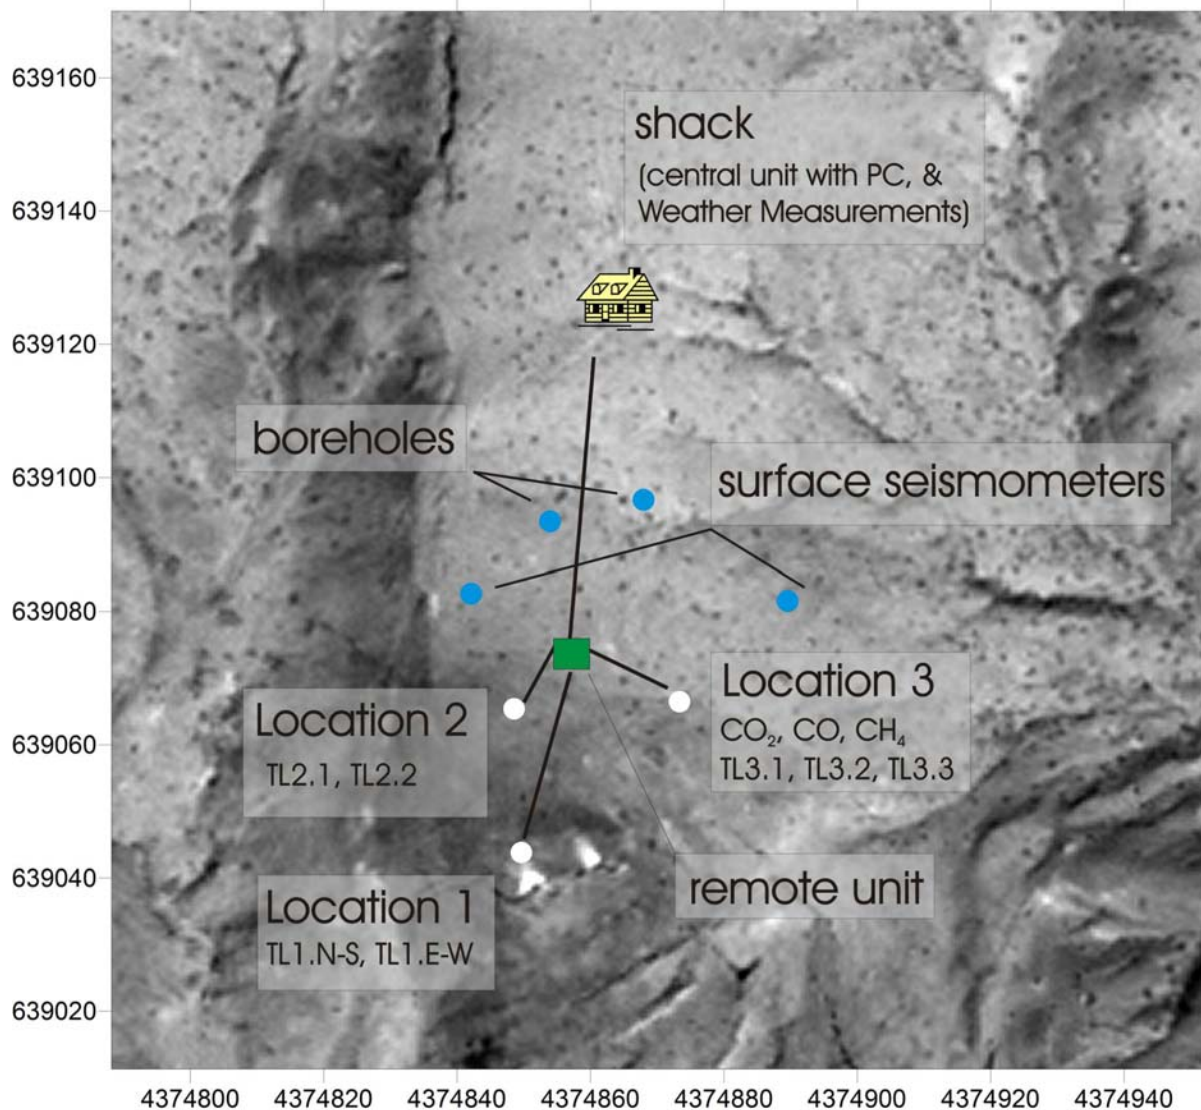 639160
639140
639120
639100
639080
639060
639040
639020
shack
(central unit with PC, &
Weather Measurements)
boreholes
surface seismometers
Location 2
TL2.1, TL2.2
Location 3
CO₂, CO, CH₄
TL3.1, TL3.2, TL3.3
Location 1
TL1.N-S, TL1.E-W
remote unit
4374800 4374820 4374840 4374860 4374880 4374900 4374920 4374940